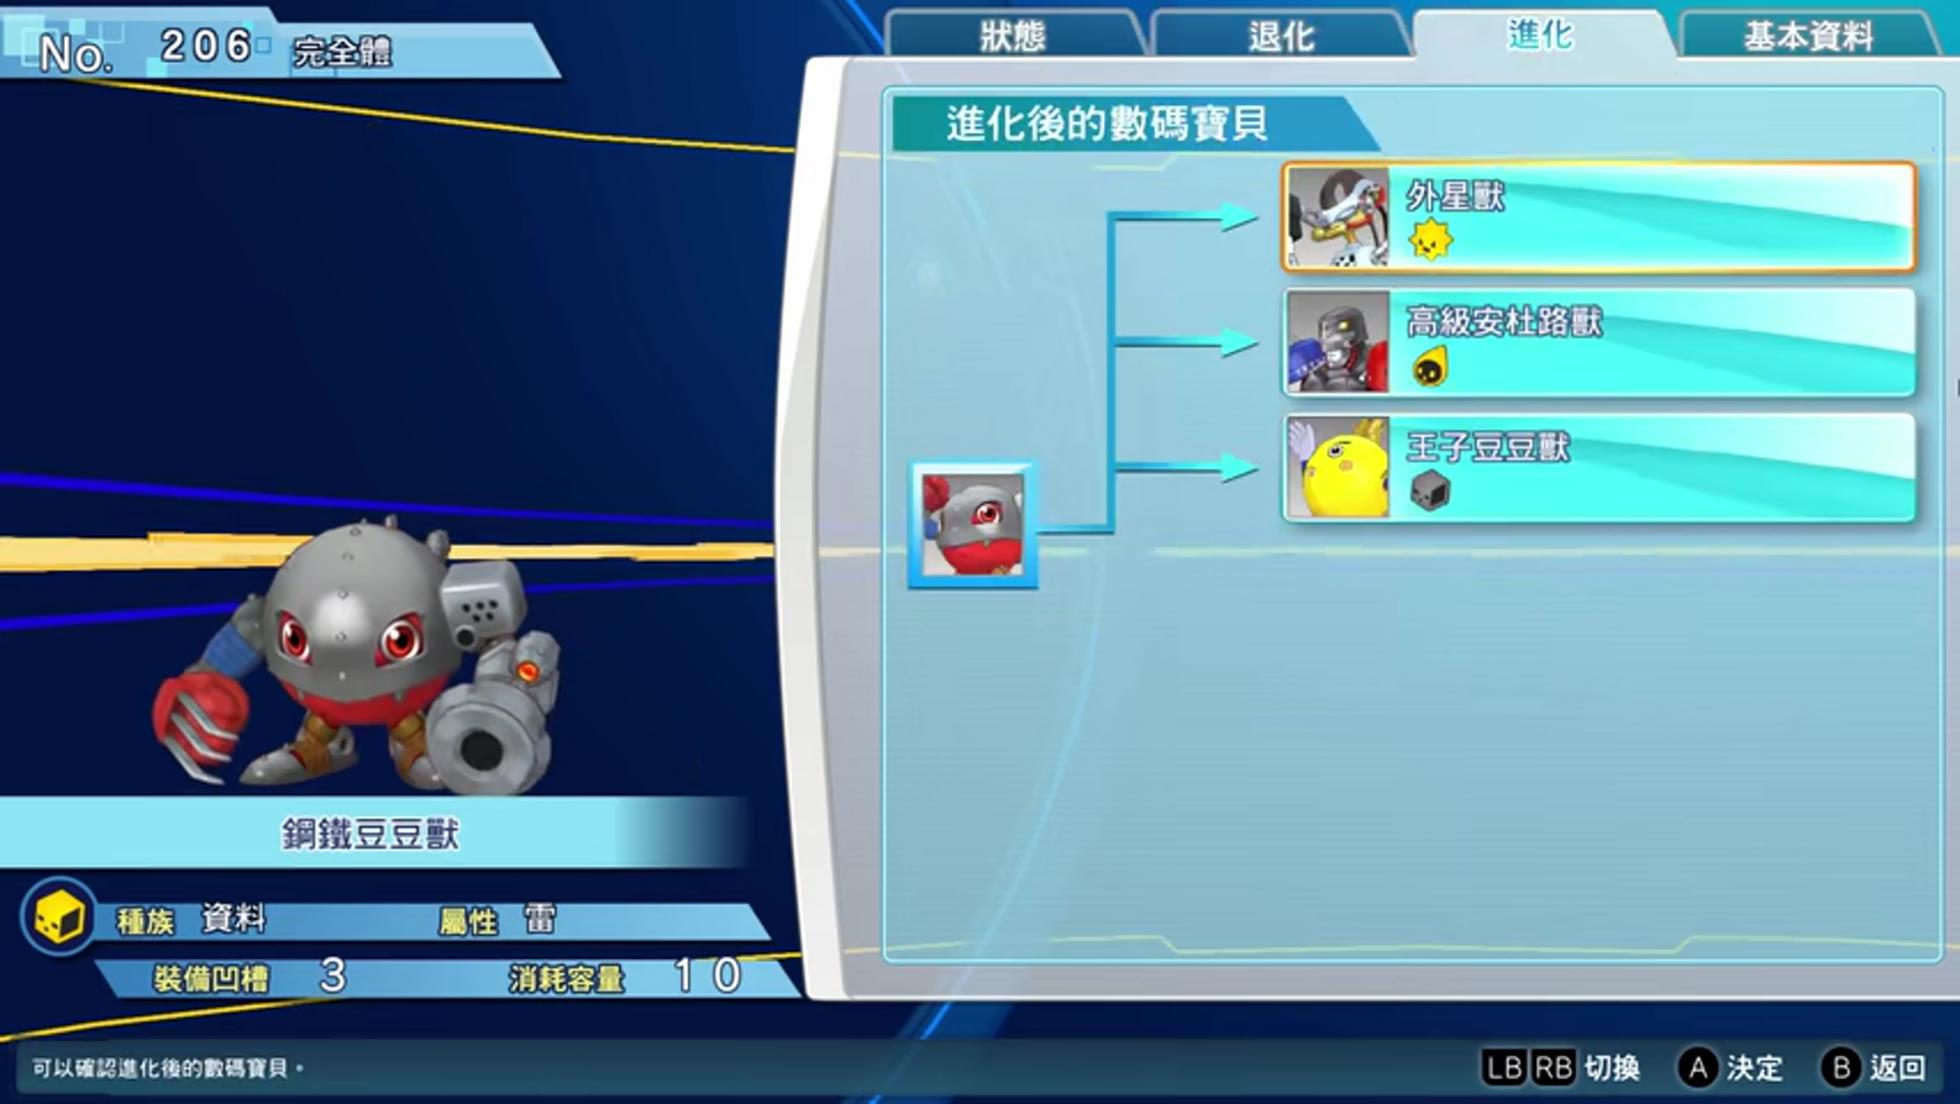 No. 206 完全體
狀態 退化 進化 基本資料
進化後的數碼寶貝
外星獸
高級安杜路獸
王子豆豆獸
鋼鐵豆豆獸
種族 資料 屬性 雷
裝備凹槽 3 消耗容量 10
可以確認進化後的數碼寶貝。
LB RB 切換 A 決定 B 返回